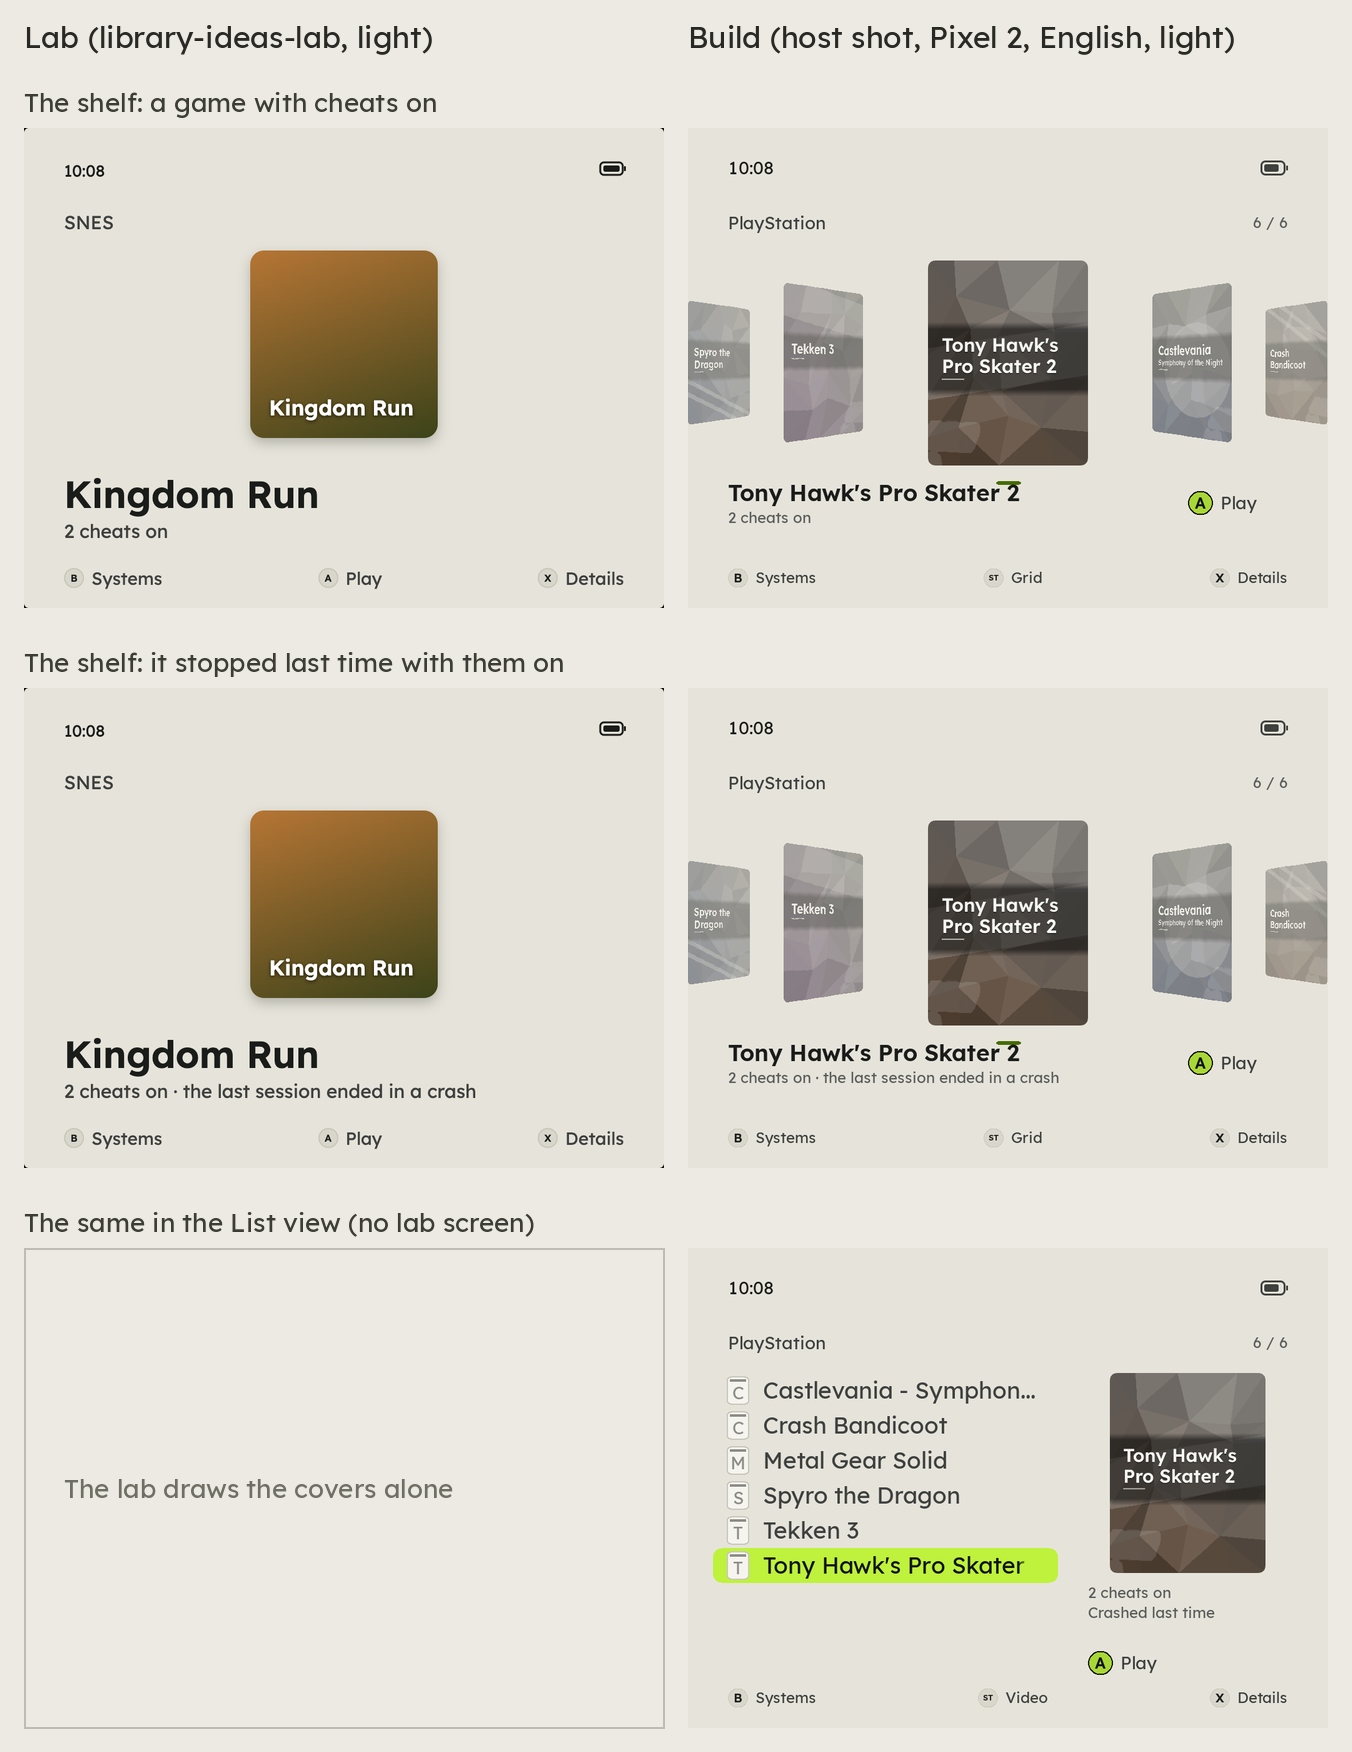 Lab (library-ideas-lab, light)
Build (host shot, Pixel 2, English, light)
The shelf: a game with cheats on
10:08
SNES
Kingdom Run
Kingdom Run
2 cheats on
B Systems
A Play
X Details
10:08
PlayStation
6 / 6
Spyro the
Dragon
Tekken 3
Tony Hawk's
Pro Skater 2
Castlevania
Symphony of the Night
Crash
Bandicoot
Tony Hawk's Pro Skater 2
2 cheats on
A Play
B Systems
ST Grid
X Details
The shelf: it stopped last time with them on
10:08
SNES
Kingdom Run
Kingdom Run
2 cheats on · the last session ended in a crash
B Systems
A Play
X Details
10:08
PlayStation
6 / 6
Spyro the
Dragon
Tekken 3
Tony Hawk's
Pro Skater 2
Castlevania
Symphony of the Night
Crash
Bandicoot
Tony Hawk's Pro Skater 2
2 cheats on · the last session ended in a crash
A Play
B Systems
ST Grid
X Details
The same in the List view (no lab screen)
The lab draws the covers alone
10:08
PlayStation
6 / 6
C Castlevania - Symphon...
C Crash Bandicoot
M Metal Gear Solid
S Spyro the Dragon
T Tekken 3
T Tony Hawk's Pro Skater
Tony Hawk's
Pro Skater 2
2 cheats on
Crashed last time
A Play
B Systems
ST Video
X Details